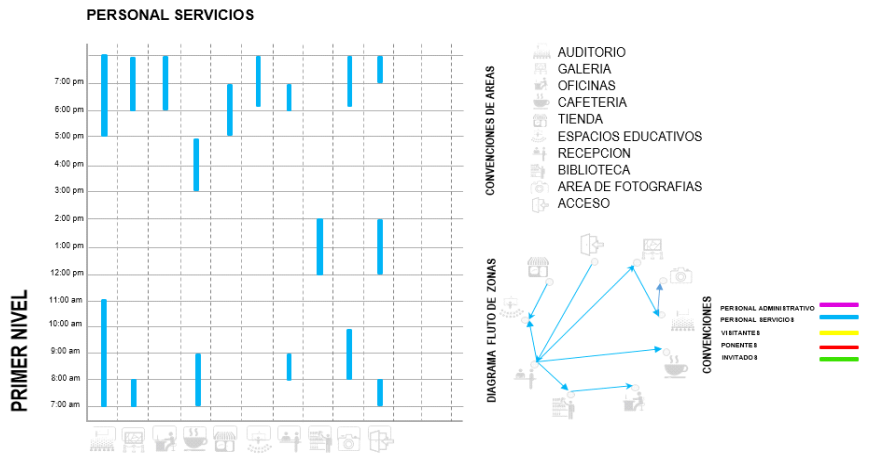 PERSONAL SERVICIOS
7:00 pm
6:00 pm
5:00 pm
4:00 pm
3:00 pm
2:00 pm
1:00 pm
12:00 pm
11:00 am
10:00 am
9:00 am
8:00 am
7:00 am
PRIMER NIVEL
CONVENCIONES DE AREAS
AUDITORIO
GALERIA
OFICINAS
CAFETERIA
TIENDA
ESPACIOS EDUCATIVOS
RECEPCION
BIBLIOTECA
AREA DE FOTOGRAFIAS
ACCESO
DIAGRAMA FLUTO DE ZONAS
CONVENCIONES
PERSONAL ADMINISTRATIVO
PERSONAL SERVICIOS
VISITANTES
PONENTES
INVITADOS